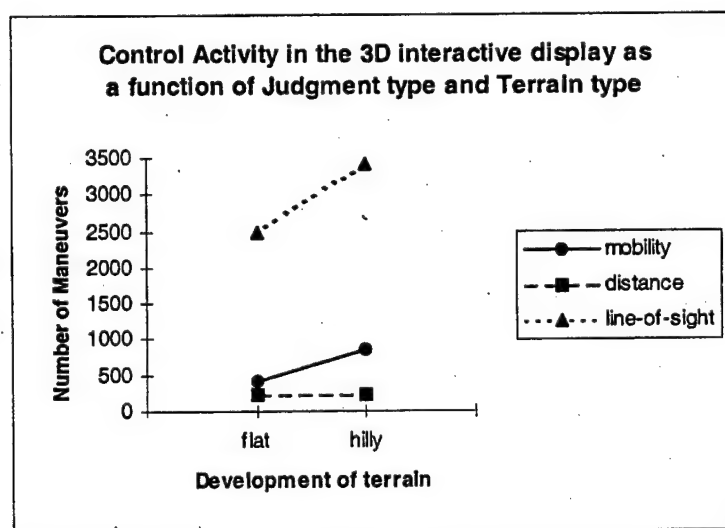 Control Activity in the 3D interactive display as
a function of Judgment type and Terrain type
Number of Maneuvers
3500
3000
2500
2000
1500
1000
500
0
flat
hilly
Development of terrain
mobility
distance
line-of-sight